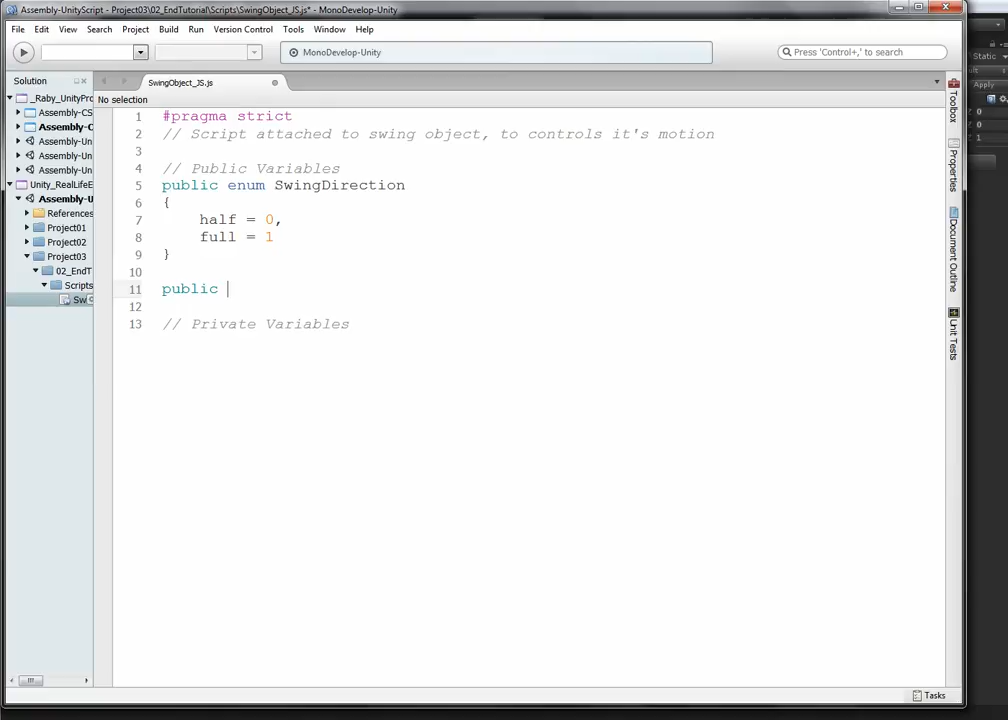 Assembly-UnityScript - Project03\02_EndTutorial\Scripts\SwingObject_JS.js* - MonoDevelop-Unity
File Edit View Search Project Build Run Version Control Tools Window Help
MonoDevelop-Unity
Press 'Control+,' to search
Static
Apply
Solution
SwingObject_JS.js
No selection
_Raby_UnityPro
Assembly-CS
Assembly-C
Assembly-Un
Assembly-Un
Assembly-Un
Unity_RealLifeE
Assembly-U
References
Project01
Project02
Project03
02_EndT
Scripts
Sw
1 #pragma strict
2 // Script attached to swing object, to controls it's motion
3
4 // Public Variables
5 public enum SwingDirection
6 {
7 half = 0,
8 full = 1
9 }
10
11 public
12
13 // Private Variables
Toolbox
Properties
Document Outline
Unit Tests
Tasks